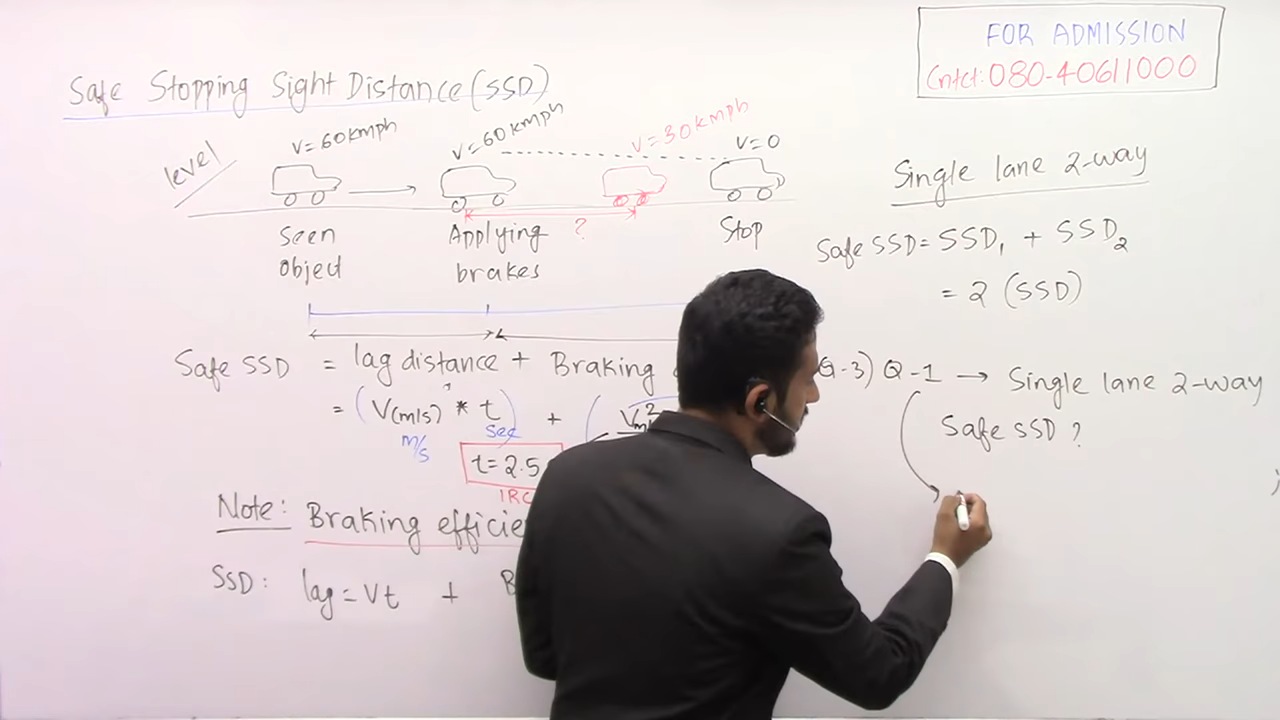 FOR ADMISSION
Cntct:080-40611000
Safe Stopping Sight Distance (SSD)
level
V=60kmph
V=60kmph
V=30kmph
V=0
Seen object
Applying brakes
?
Stop
Safe SSD = lag distance + Braking
= (V(m/s) * t) + (
m/s
sec
t=2.5
IRC
Note: Braking efficie
SSD: lag=Vt + B
Single lane 2-way
Safe SSD= SSD1 + SSD2
= 2 (SSD)
Q-3) Q-1 → Single lane 2-way
Safe SSD ?